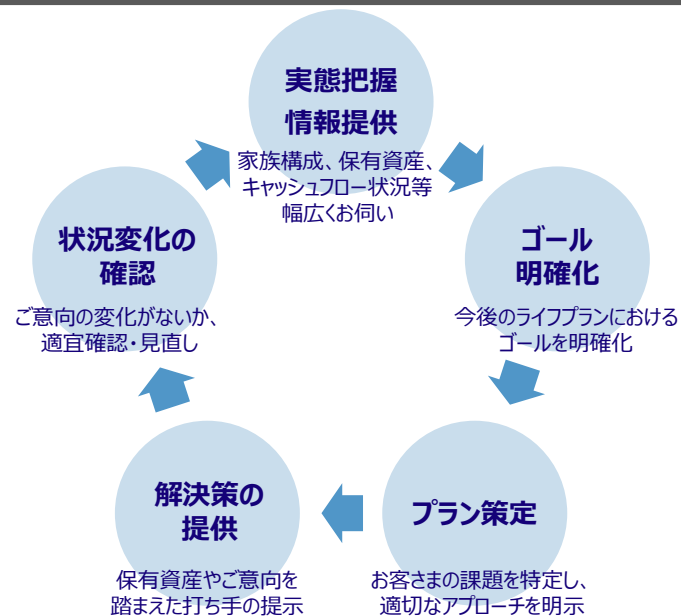 実態把握
情報提供
家族構成、保有資産、
キャッシュフロー状況等
幅広くお伺い
ゴール
明確化
今後のライフプランにおける
ゴールを明確化
プラン策定
お客さまの課題を特定し、
適切なアプローチを明示
解決策の
提供
保有資産やご意向を
踏まえた打ち手の提示
状況変化の
確認
ご意向の変化がないか、
適宜確認・見直し